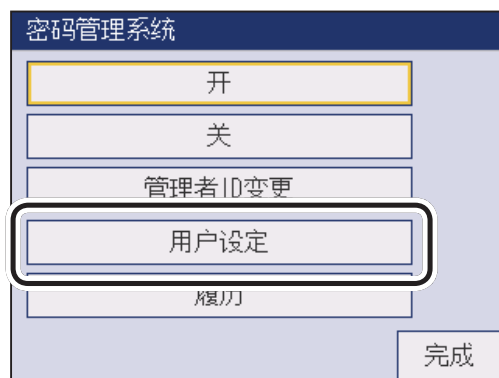 密码管理系统
开
关
管理者ID变更
用户设定
履历
完成